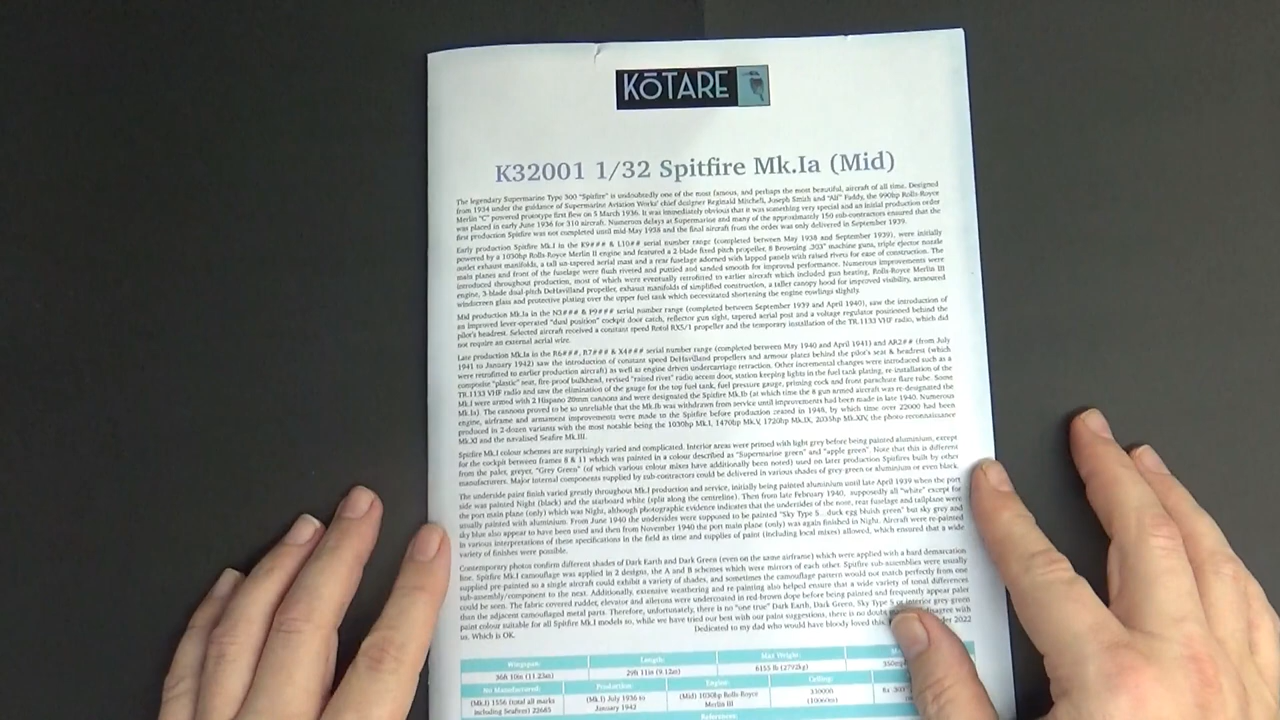 KŌTARE
K32001 1/32 Spitfire Mk.Ia (Mid)
The legendary Supermarine Type 300 "Spitfire" is undoubtedly one of the most famous, and perhaps the most beautiful, aircraft of all time. Designed
from 1934 under the guidance of Supermarine Aviation Works' chief designer Reginald Mitchell, Joseph Smith and "Alf" Faddy, the 990hp Rolls-Royce
Merlin "C" powered prototype first flew on 5 March 1936. It was immediately obvious that it was something very special and an initial production order
was placed in early June 1936 for 310 aircraft. Numerous delays at Supermarine and many of the approximately 150 sub-contractors ensured that the
first production Spitfire was not completed until mid-May 1938 and the final aircraft from the order was only delivered in September 1939.
Early production Spitfire Mk.I in the K9### & L10## serial number range (completed between May 1938 and September 1939), were initially
powered by a 1030hp Rolls-Royce Merlin II engine and featured a 2 blade fixed pitch propeller, 8 Browning .303" machine guns, triple ejector nozzle
outlet exhaust manifolds, a tall un-tapered aerial mast and a rear fuselage adorned with lapped panels with raised rivets for ease of construction. The
main planes and front of the fuselage were flush riveted and puttied and sanded smooth for improved performance. Numerous improvements were
introduced throughout production, most of which were eventually retrofitted to earlier aircraft which included gun heating, Rolls-Royce Merlin III
engine, 3-blade dual-pitch DeHavilland propeller, exhaust manifolds of simplified construction, a taller canopy hood for improved visibility, armoured
windscreen glass and protective plating over the upper fuel tank which necessitated shortening the engine cowlings slightly.
Mid production Mk.Ia in the N3### & P9### serial number range (completed between September 1939 and April 1940), saw the introduction of
an improved lever-operated "dual position" cockpit door catch, reflector gun sight, tapered aerial post and a voltage regulator positioned behind the
pilot's headrest. Selected aircraft received a constant speed Rotol RX5/1 propeller and the temporary installation of the TR.1133 VHF radio, which did
not require an external aerial wire.
Late production Mk.Ia in the R6###, R7### & X4### serial number range (completed between May 1940 and April 1941) and AR2## (from July
1941 to January 1942) saw the introduction of constant speed DeHavilland propellers and armour plates behind the pilot's seat & headrest (which
were retrofitted to earlier production aircraft) as well as engine driven undercarriage retraction. Other incremental changes were introduced such as a
composite "plastic" seat, fire-proof bulkhead, revised "raised rivet" radio access door, station keeping lights in the fuel tank plating, re-installation of the
TR.1133 VHF radio and saw the elimination of the gauge for the top fuel tank, fuel pressure gauge, priming cock and front parachute flare tube. Some
Mk.I were armed with 2 Hispano 20mm cannons and were designated the Spitfire Mk.Ib (at which time the 8 gun armed aircraft was re-designated the
Mk.Ia). The cannons proved to be so unreliable that the Mk.Ib was withdrawn from service until improvements had been made in late 1940. Numerous
engine, airframe and armament improvements were made to the Spitfire before production ceased in 1948, by which time over 22000 had been
produced in 2-dozen variants with the most notable being the 1030hp Mk.I, 1470hp Mk.V, 1720hp Mk.IX, 2035hp Mk.XIV, the photo-reconnaissance
Mk.XI and the navalised Seafire Mk.III.
Spitfire Mk.I colour schemes are surprisingly varied and complicated. Interior areas were primed with light grey before being painted aluminium, except
for the cockpit between frames 8 & 11 which was painted in a colour described as "Supermarine green" and "apple green". Note that this is different
from the paler, greyer, "Grey Green" (of which various colour mixes have additionally been noted) used on later production Spitfires built by other
manufacturers. Major internal components supplied by sub-contractors could be delivered in various shades of grey-green or aluminium or even black.
The underside paint finish varied greatly throughout Mk.I production and service, initially being painted aluminium until late April 1939 when the port
side was painted Night (black) and the starboard white (split along the centreline). Then from late February 1940, supposedly all "white" except for
the port main plane (only) which was Night, although photographic evidence indicates that the undersides of the nose, rear fuselage and tailplane were
usually painted with aluminium. From June 1940 the undersides were supposed to be painted "Sky Type S... duck egg bluish green" but sky grey and
sky blue also appear to have been used and then from November 1940 the port main plane (only) was again finished in Night. Aircraft were re-painted
in various interpretations of these specifications in the field as time and supplies of paint (including local mixes) allowed, which ensured that a wide
variety of finishes were possible.
Contemporary photos confirm different shades of Dark Earth and Dark Green (even on the same airframe) which were applied with a hard demarcation
line. Spitfire Mk.I camouflage was applied in 2 designs, the A and B schemes which were mirrors of each other. Spitfire sub-assemblies were usually
supplied pre-painted so a single aircraft could exhibit a variety of shades, and sometimes the camouflage pattern would not match perfectly from one
sub-assembly/component to the next. Additionally, extensive weathering and re-painting also helped ensure that a wide variety of tonal differences
could be seen. The fabric covered rudder, elevator and ailerons were undercoated in red-brown dope before being painted and frequently appear paler
than the adjacent camouflaged metal parts. Therefore, unfortunately, there is no "one true" Dark Earth, Dark Green, Sky Type S or interior grey-green
paint colour suitable for all Spitfire Mk.I models so, while we have tried our best with our paint suggestions, there is no doubt disagree with
us. Which is OK.
Dedicated to my dad who would have bloody loved this. 2022
Wingspan: Length: Max Weight:
36ft 10in (11.23m) 29ft 11in (9.12m) 6155 lb (2792kg) 350mph
No Manufactured: Production: Engine: Ceiling:
(Mk.I) 1556 (total all marks (Mk.I) July 1936 to (Mid) 1030hp Rolls-Royce
including Seafires) 22685 January 1942 Merlin III 8x .303"
References: